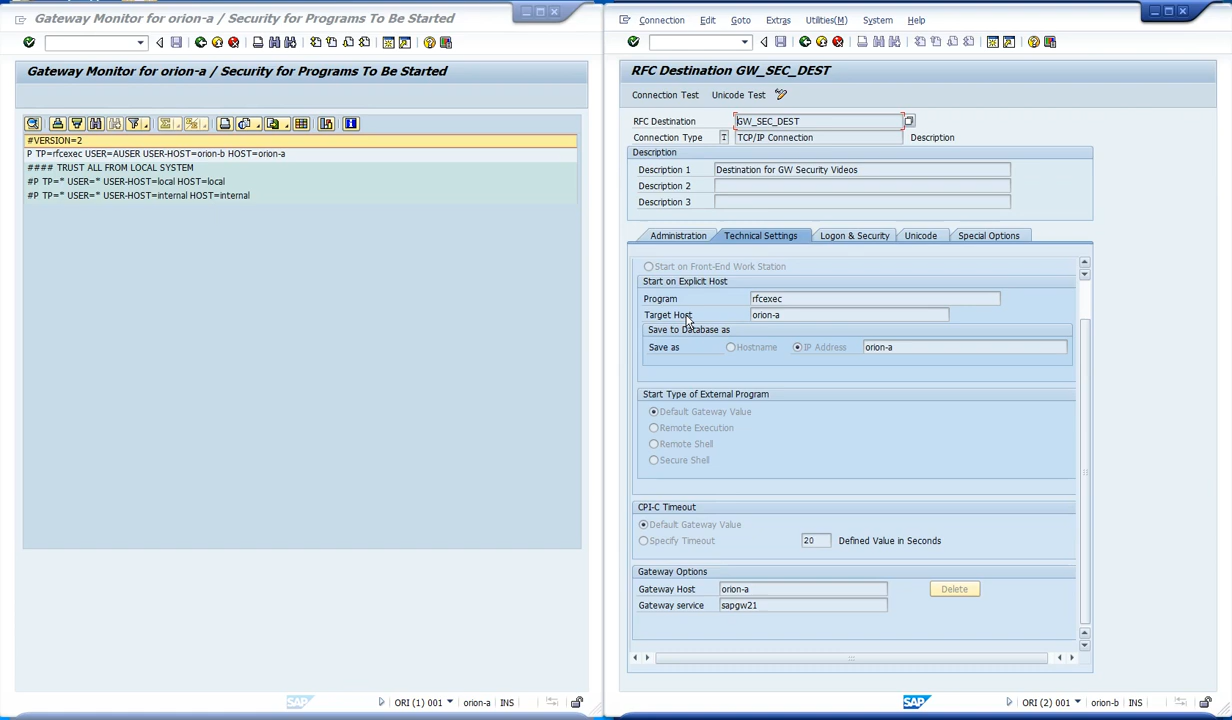 Gateway Monitor for orion-a / Security for Programs To Be Started
Gateway Monitor for orion-a / Security for Programs To Be Started
#VERSION=2
P TP=rfcexec USER=AUSER USER-HOST=orion-b HOST=orion-a
#### TRUST ALL FROM LOCAL SYSTEM
#P TP=* USER=* USER-HOST=local HOST=local
#P TP=* USER=* USER-HOST=internal HOST=internal
SAP
ORI (1) 001
orion-a
INS
Connection Edit Goto Extras Utilities(M) System Help
RFC Destination GW_SEC_DEST
Connection Test Unicode Test
RFC Destination GW_SEC_DEST
Connection Type T TCP/IP Connection Description
Description
Description 1 Destination for GW Security Videos
Description 2
Description 3
Administration Technical Settings Logon & Security Unicode Special Options
Start on Front-End Work Station
Start on Explicit Host
Program rfcexec
Target Host orion-a
Save to Database as
Save as Hostname IP Address orion-a
Start Type of External Program
Default Gateway Value
Remote Execution
Remote Shell
Secure Shell
CPI-C Timeout
Default Gateway Value
Specify Timeout 20 Defined Value in Seconds
Gateway Options
Gateway Host orion-a Delete
Gateway service sapgw21
SAP
ORI (2) 001
orion-b
INS